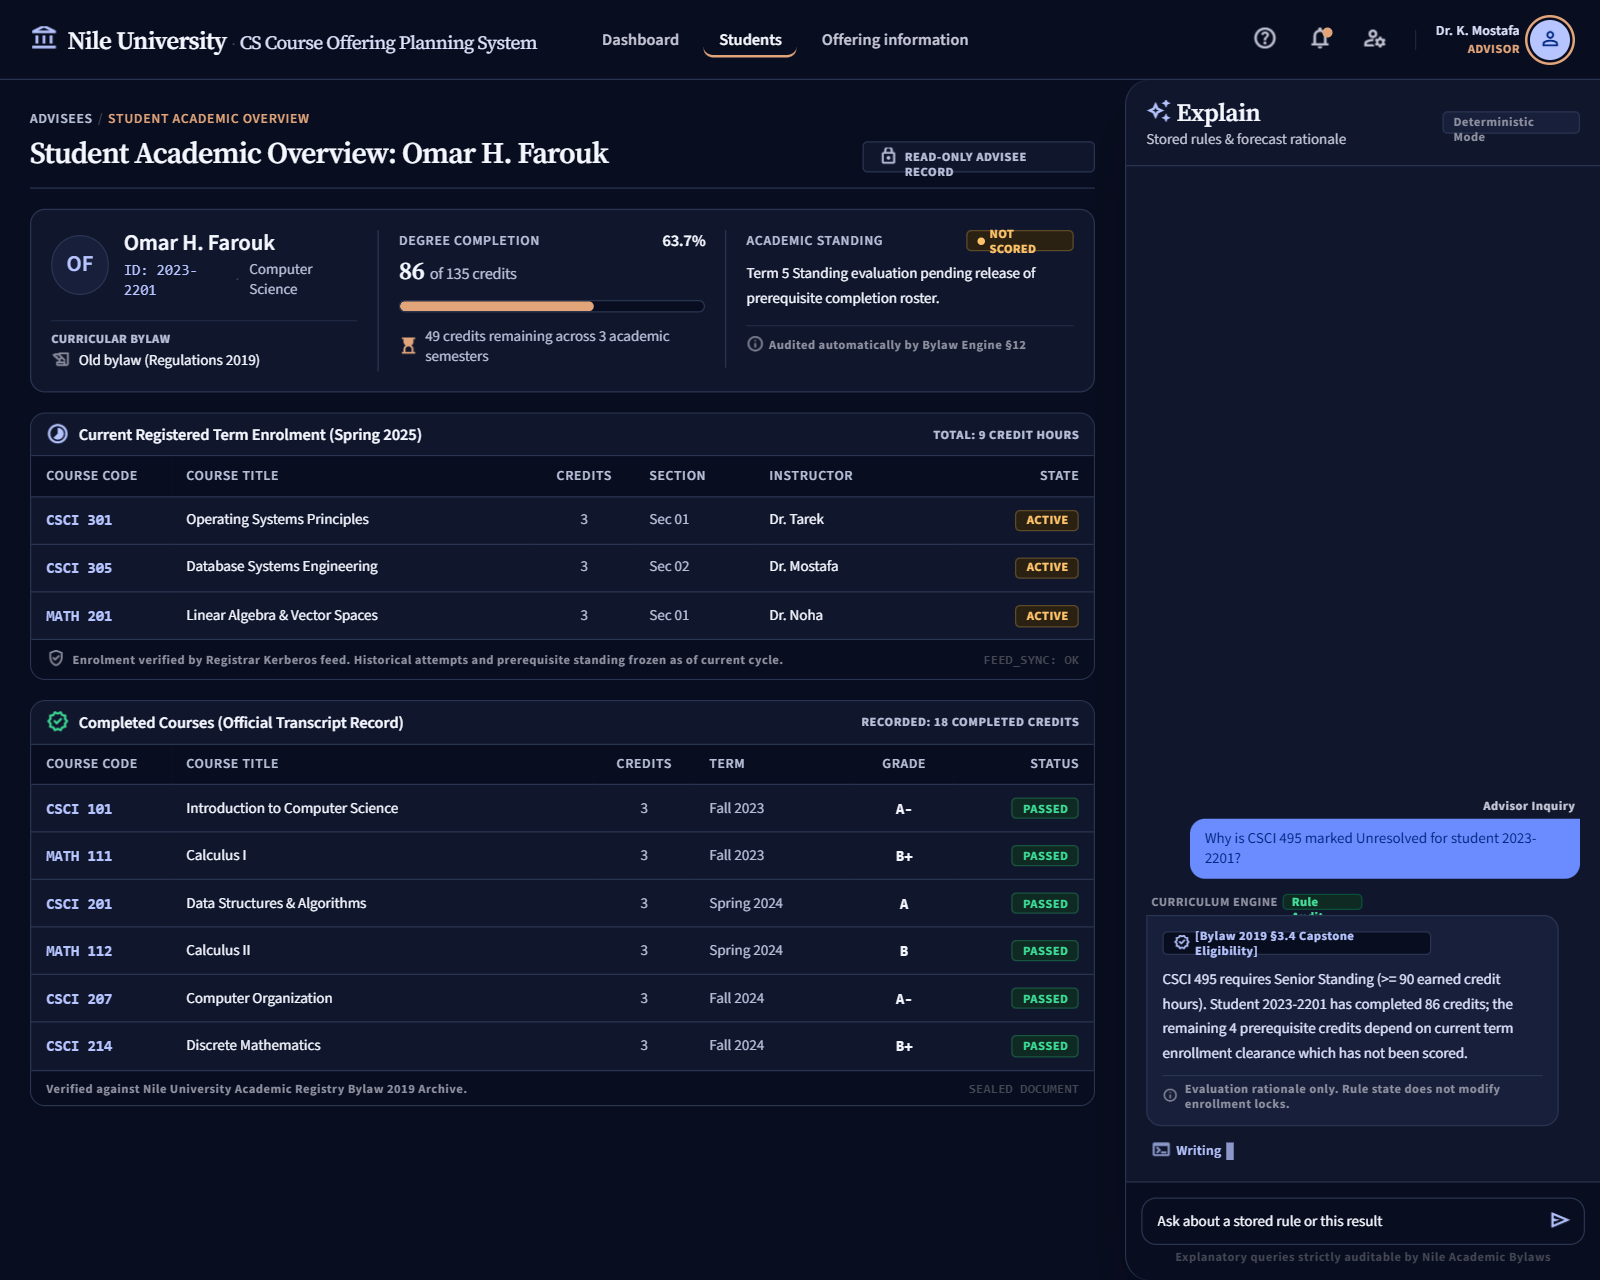 Nile University · CS Course Offering Planning System
Dashboard
Students
Offering information
Dr. K. Mostafa
ADVISOR
ADVISEES / STUDENT ACADEMIC OVERVIEW
Student Academic Overview: Omar H. Farouk
READ-ONLY ADVISEE
RECORD
OF
Omar H. Farouk
ID: 2023-
2201
·
Computer
Science
CURRICULAR BYLAW
Old bylaw (Regulations 2019)
DEGREE COMPLETION
63.7%
86 of 135 credits
49 credits remaining across 3 academic
semesters
ACADEMIC STANDING
NOT
SCORED
Term 5 Standing evaluation pending release of
prerequisite completion roster.
Audited automatically by Bylaw Engine §12
Current Registered Term Enrolment (Spring 2025)
TOTAL: 9 CREDIT HOURS
COURSE CODE COURSE TITLE CREDITS SECTION INSTRUCTOR STATE
CSCI 301 Operating Systems Principles 3 Sec 01 Dr. Tarek ACTIVE
CSCI 305 Database Systems Engineering 3 Sec 02 Dr. Mostafa ACTIVE
MATH 201 Linear Algebra & Vector Spaces 3 Sec 01 Dr. Noha ACTIVE
Enrolment verified by Registrar Kerberos feed. Historical attempts and prerequisite standing frozen as of current cycle.
FEED_SYNC: OK
Completed Courses (Official Transcript Record)
RECORDED: 18 COMPLETED CREDITS
COURSE CODE COURSE TITLE CREDITS TERM GRADE STATUS
CSCI 101 Introduction to Computer Science 3 Fall 2023 A- PASSED
MATH 111 Calculus I 3 Fall 2023 B+ PASSED
CSCI 201 Data Structures & Algorithms 3 Spring 2024 A PASSED
MATH 112 Calculus II 3 Spring 2024 B PASSED
CSCI 207 Computer Organization 3 Fall 2024 A- PASSED
CSCI 214 Discrete Mathematics 3 Fall 2024 B+ PASSED
Verified against Nile University Academic Registry Bylaw 2019 Archive.
SEALED DOCUMENT
Explain
Stored rules & forecast rationale
Deterministic
Mode
Advisor Inquiry
Why is CSCI 495 marked Unresolved for student 2023-
2201?
CURRICULUM ENGINE
Rule
Audit
[Bylaw 2019 §3.4 Capstone
Eligibility]
CSCI 495 requires Senior Standing (>= 90 earned credit
hours). Student 2023-2201 has completed 86 credits; the
remaining 4 prerequisite credits depend on current term
enrollment clearance which has not been scored.
Evaluation rationale only. Rule state does not modify
enrollment locks.
Writing
Ask about a stored rule or this result
Explanatory queries strictly auditable by Nile Academic Bylaws